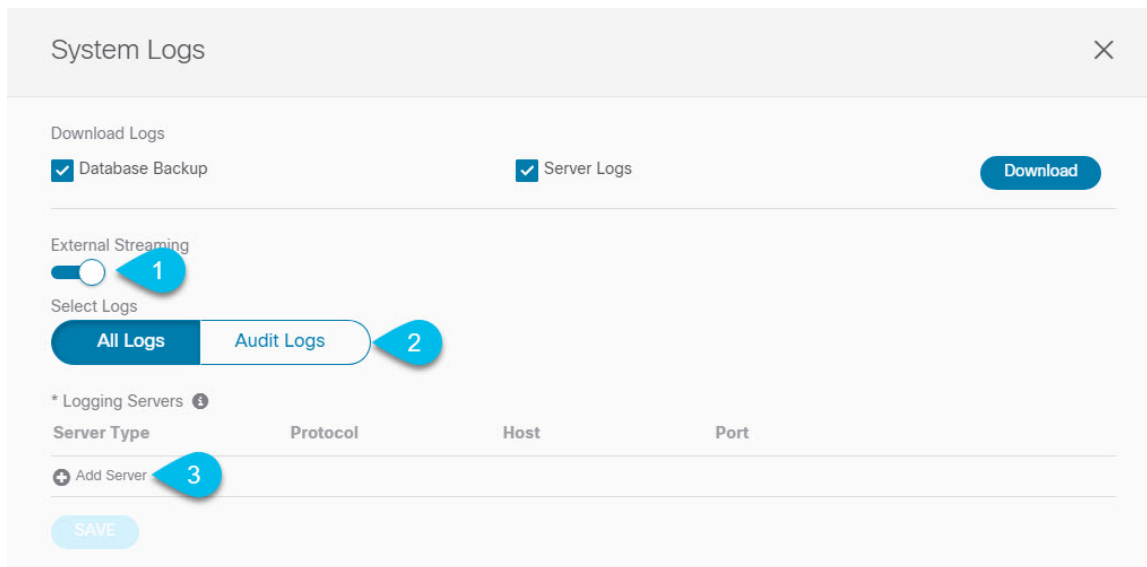 System Logs
Download Logs
Database Backup Server Logs Download
External Streaming
1
Select Logs
All Logs Audit Logs 2
* Logging Servers
Server Type Protocol Host Port
Add Server 3
SAVE